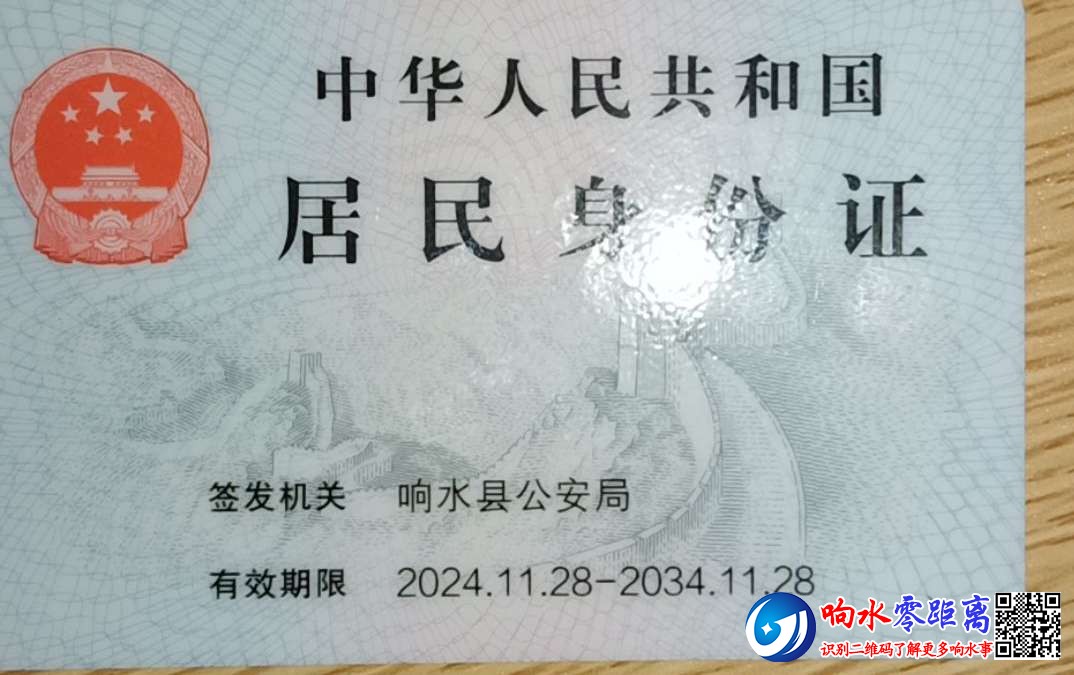 中华人民共和国
居民身份证
签发机关 响水县公安局
有效期限 2024.11.28-2034.11.28
响水零距离
识别二维码了解更多响水事